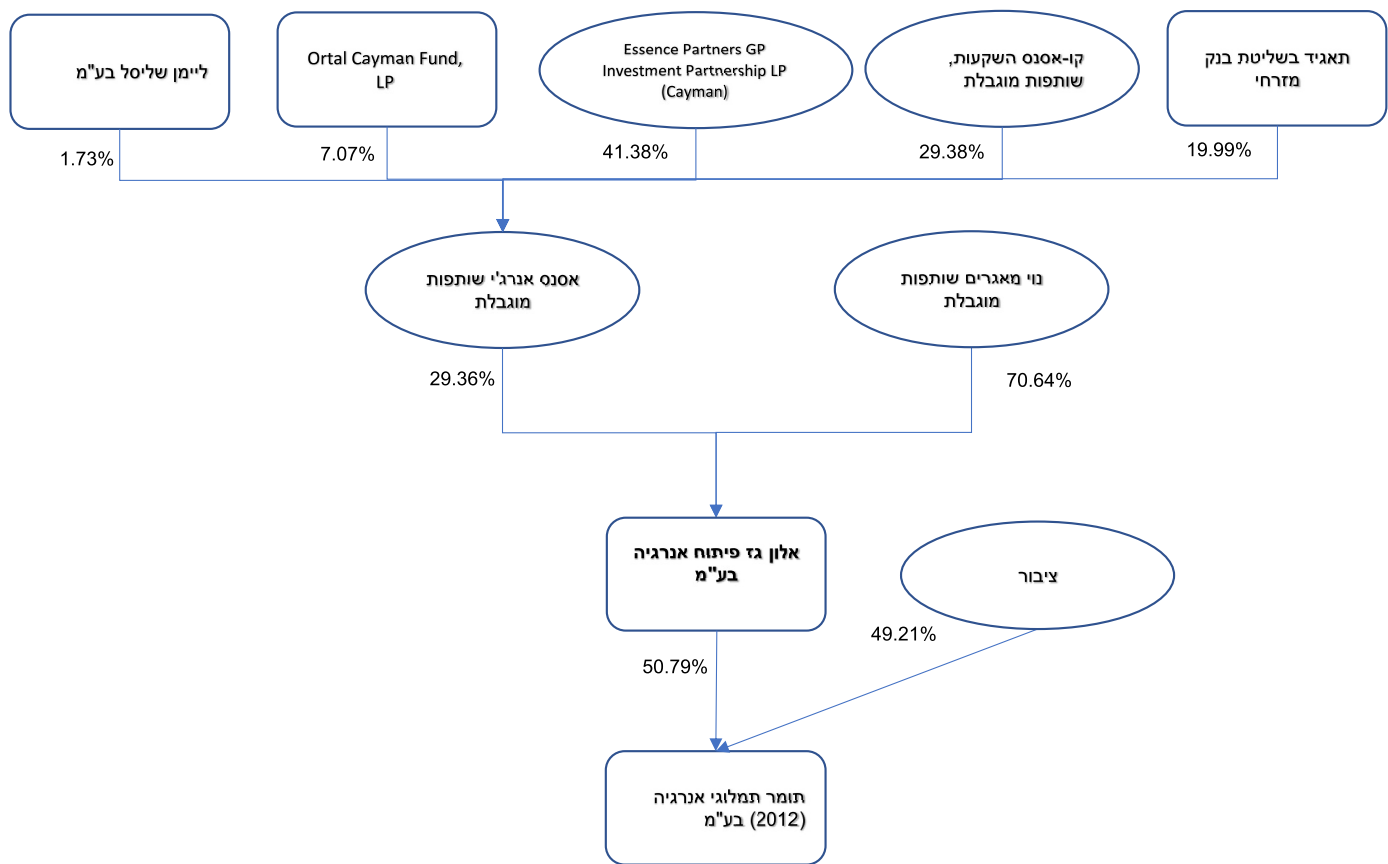 תאגיד בשליטת בנק
מזרחי
קו-אסנס השקעות,
שותפות מוגבלת
Essence Partners GP
Investment Partnership LP
(Cayman)
Ortal Cayman Fund,
LP
ליימן שליסל בע"מ
19.99%
29.38%
41.38%
7.07%
1.73%
נוי מאגרים שותפות
מוגבלת
אסנס אנרג'י שותפות
מוגבלת
70.64%
29.36%
אלון גז פיתוח אנרגיה
בע"מ
ציבור
49.21%
50.79%
תומר תמלוגי אנרגיה
(2012) בע"מ